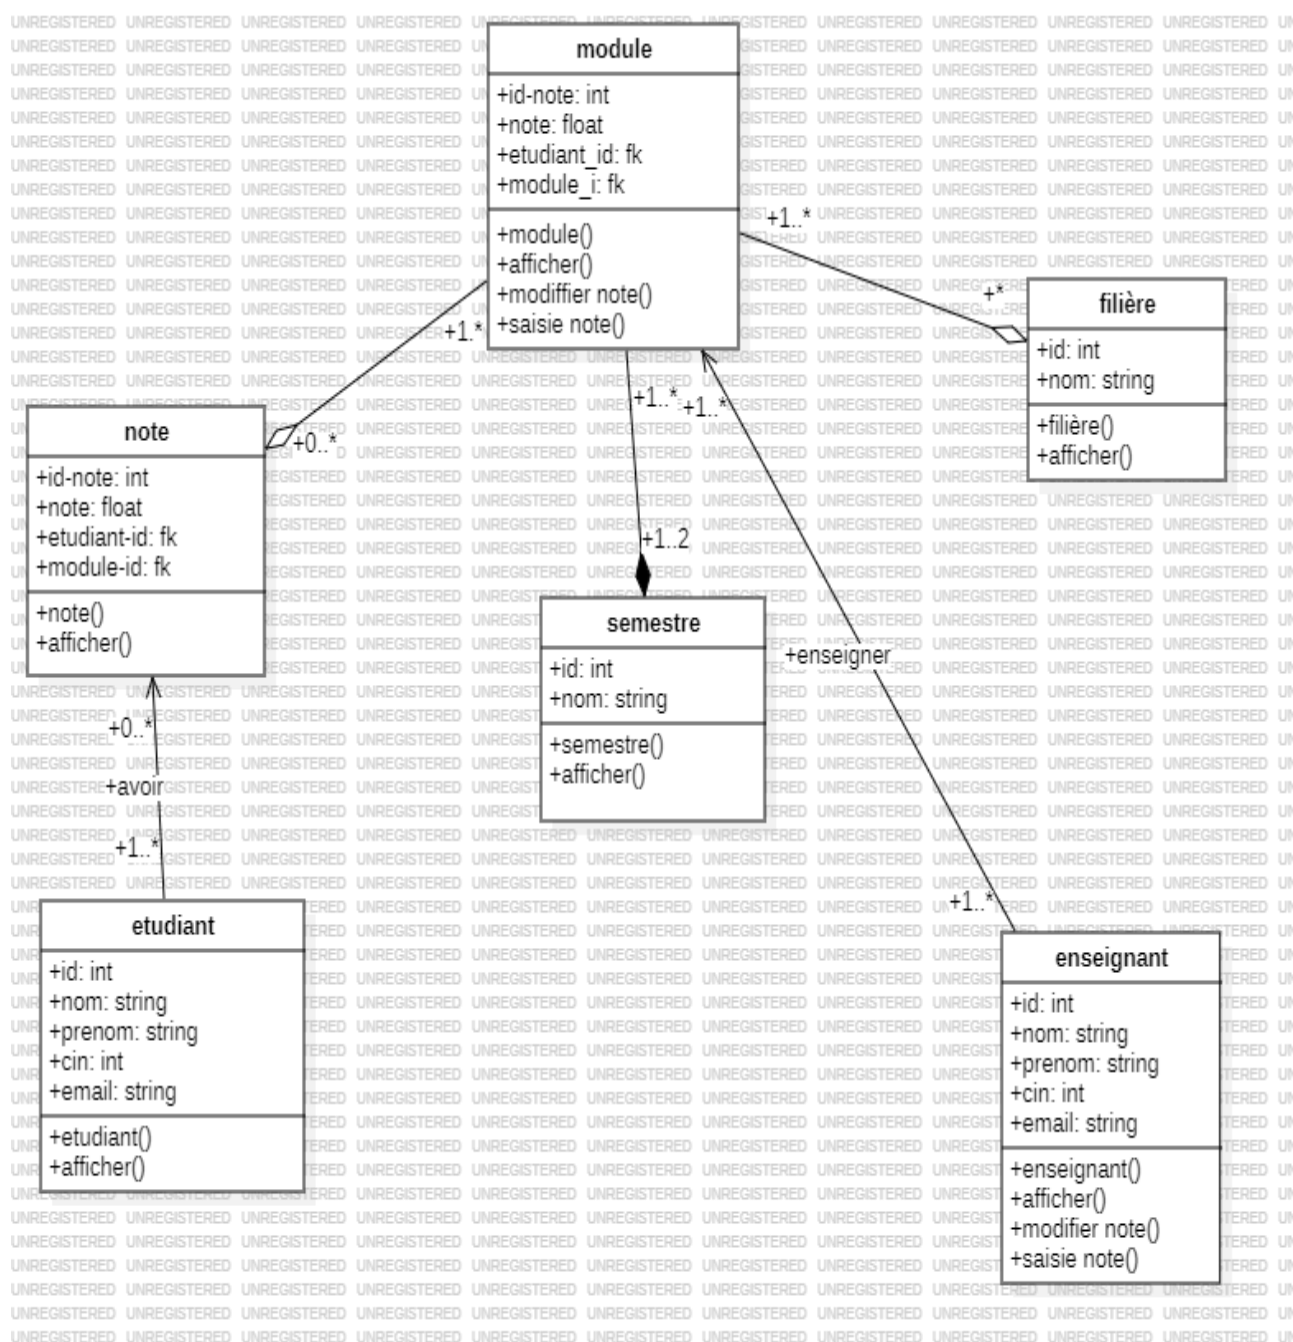 module
+id-note: int
+note: float
+etudiant_id: fk
+module_i: fk
+module()
+afficher()
+modiffier note()
+saisie note()
+1..*
+*
filière
+id: int
+nom: string
+filière()
+afficher()
+1.*
+0..*
note
+id-note: int
+note: float
+etudiant-id: fk
+module-id: fk
+note()
+afficher()
+1..*
+1..*
+1..2
semestre
+id: int
+nom: string
+semestre()
+afficher()
+enseigner
+0..*
+avoir
+1..*
etudiant
+id: int
+nom: string
+prenom: string
+cin: int
+email: string
+etudiant()
+afficher()
+1..*
enseignant
+id: int
+nom: string
+prenom: string
+cin: int
+email: string
+enseignant()
+afficher()
+modifier note()
+saisie note()
UNREGISTERED